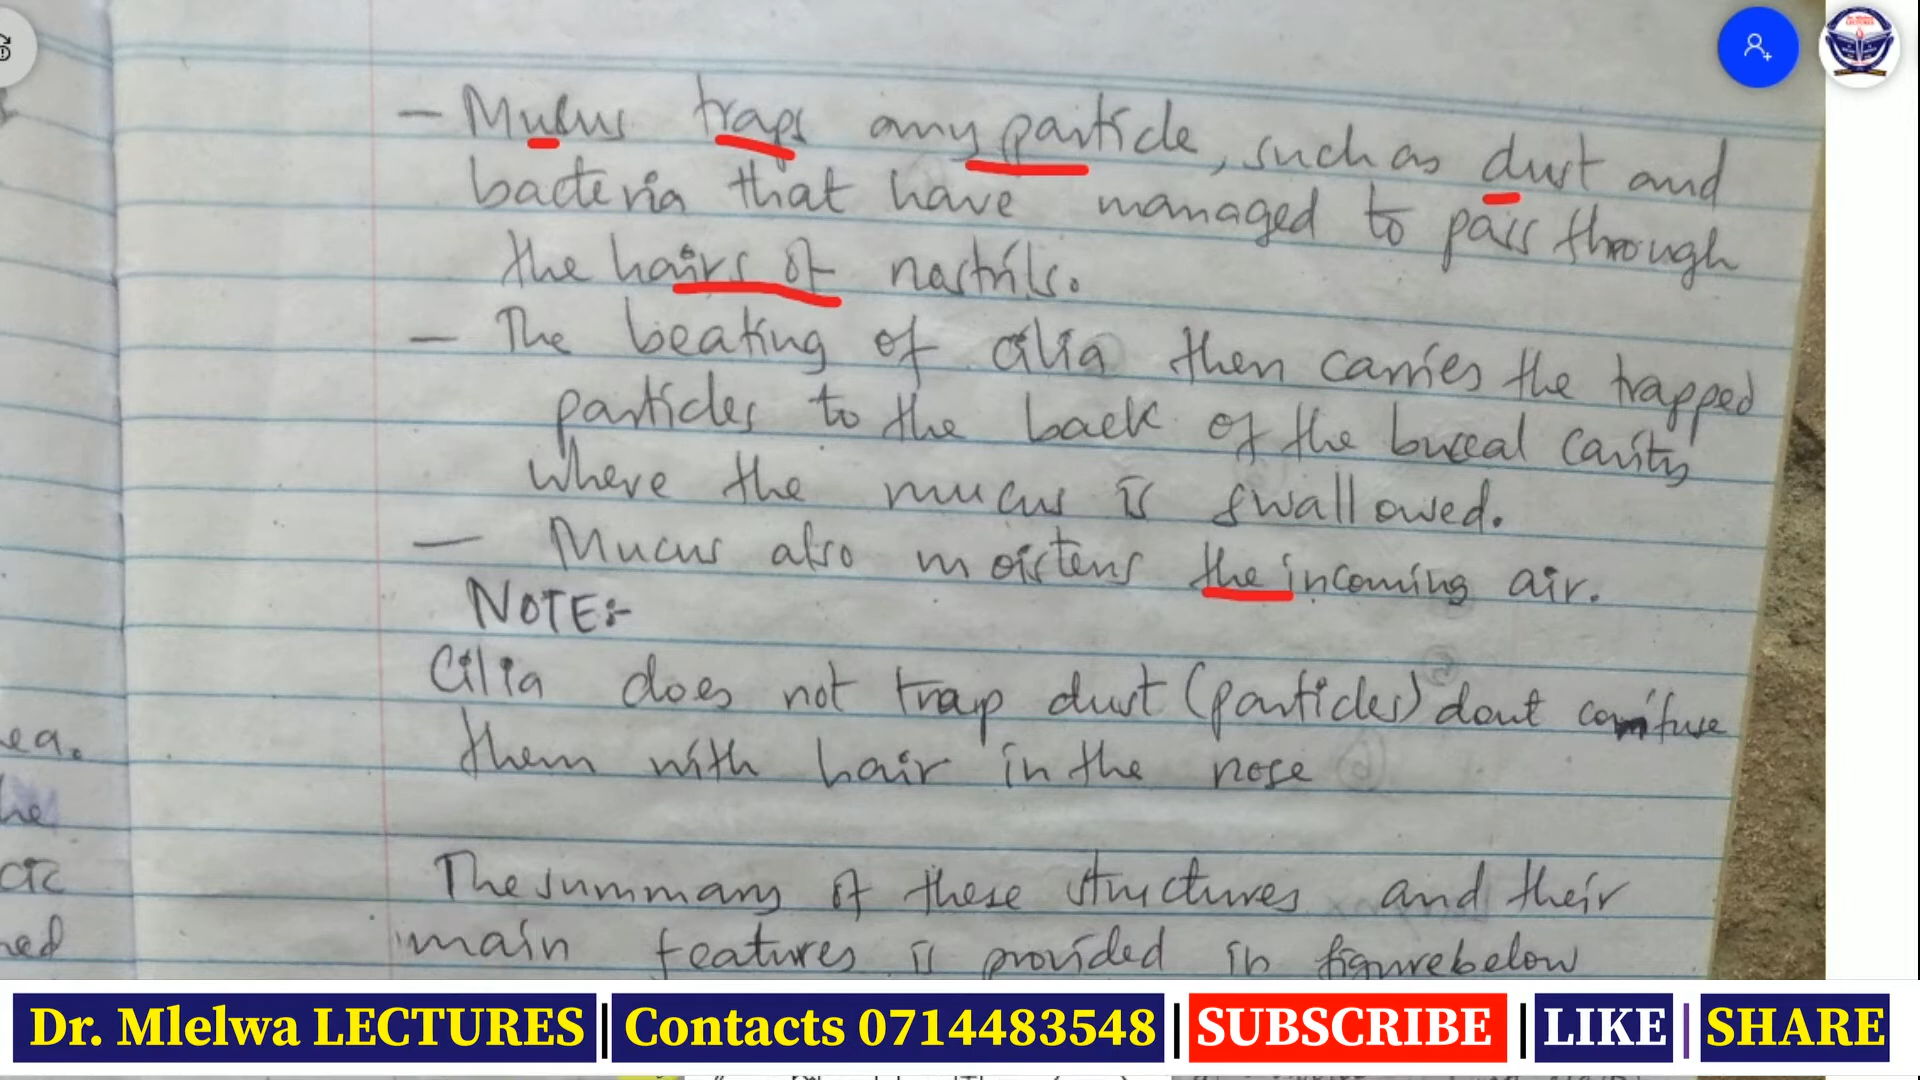 - Mucus traps any particle, such as dust and
bacteria that have managed to pass through
the hairs of nostrils.
- The beating of cilia then carries the trapped
particles to the back of the buccal cavity
where the mucus is swallowed.
- Mucus also moistens the incoming air.
NOTE:-
Cilia does not trap dust (particles) dont confuse
them with hair in the nose
ea.
he
The summary of these structures and their
main features is provided in figure below
Dr. Mlelwa LECTURES | Contacts 0714483548 | SUBSCRIBE | LIKE | SHARE